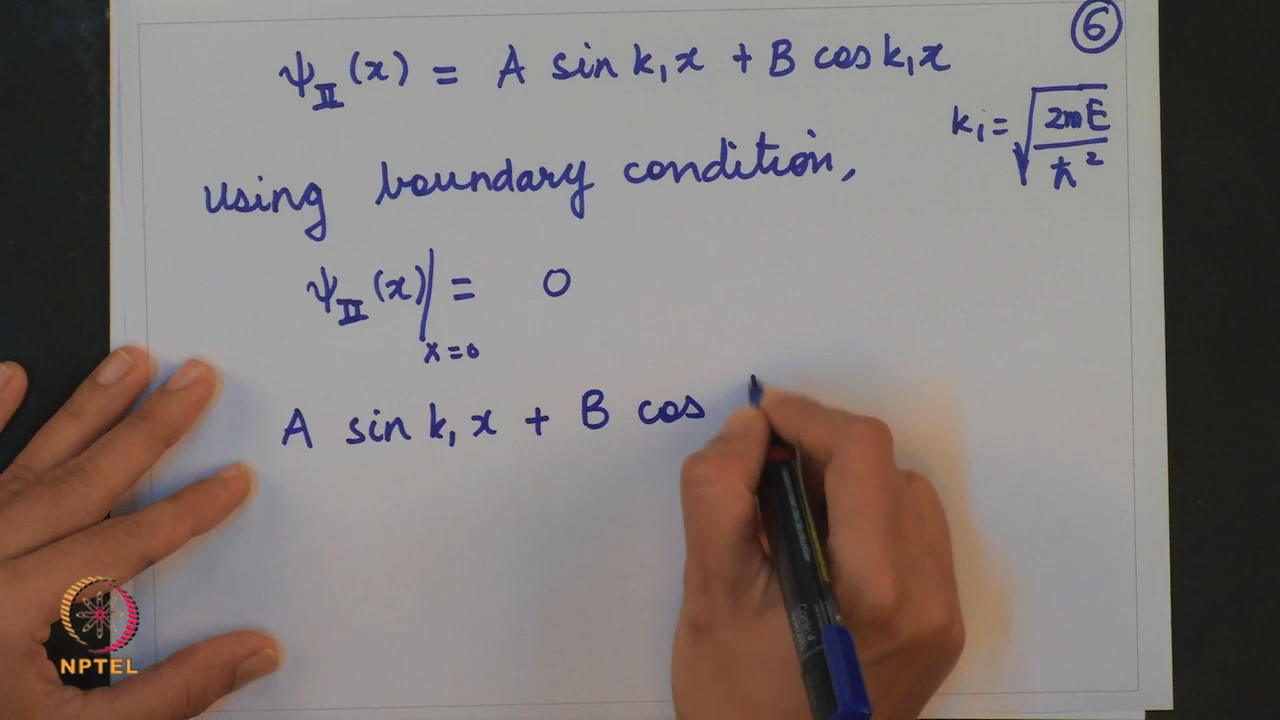 ⑥
ψ_II (x) = A sin k₁x + B cos k₁x
k₁ = √(2mE/ħ²)
using boundary condition,
ψ_II (x)|ₓ₌₀ = 0
A sin k₁x + B cos
NPTEL